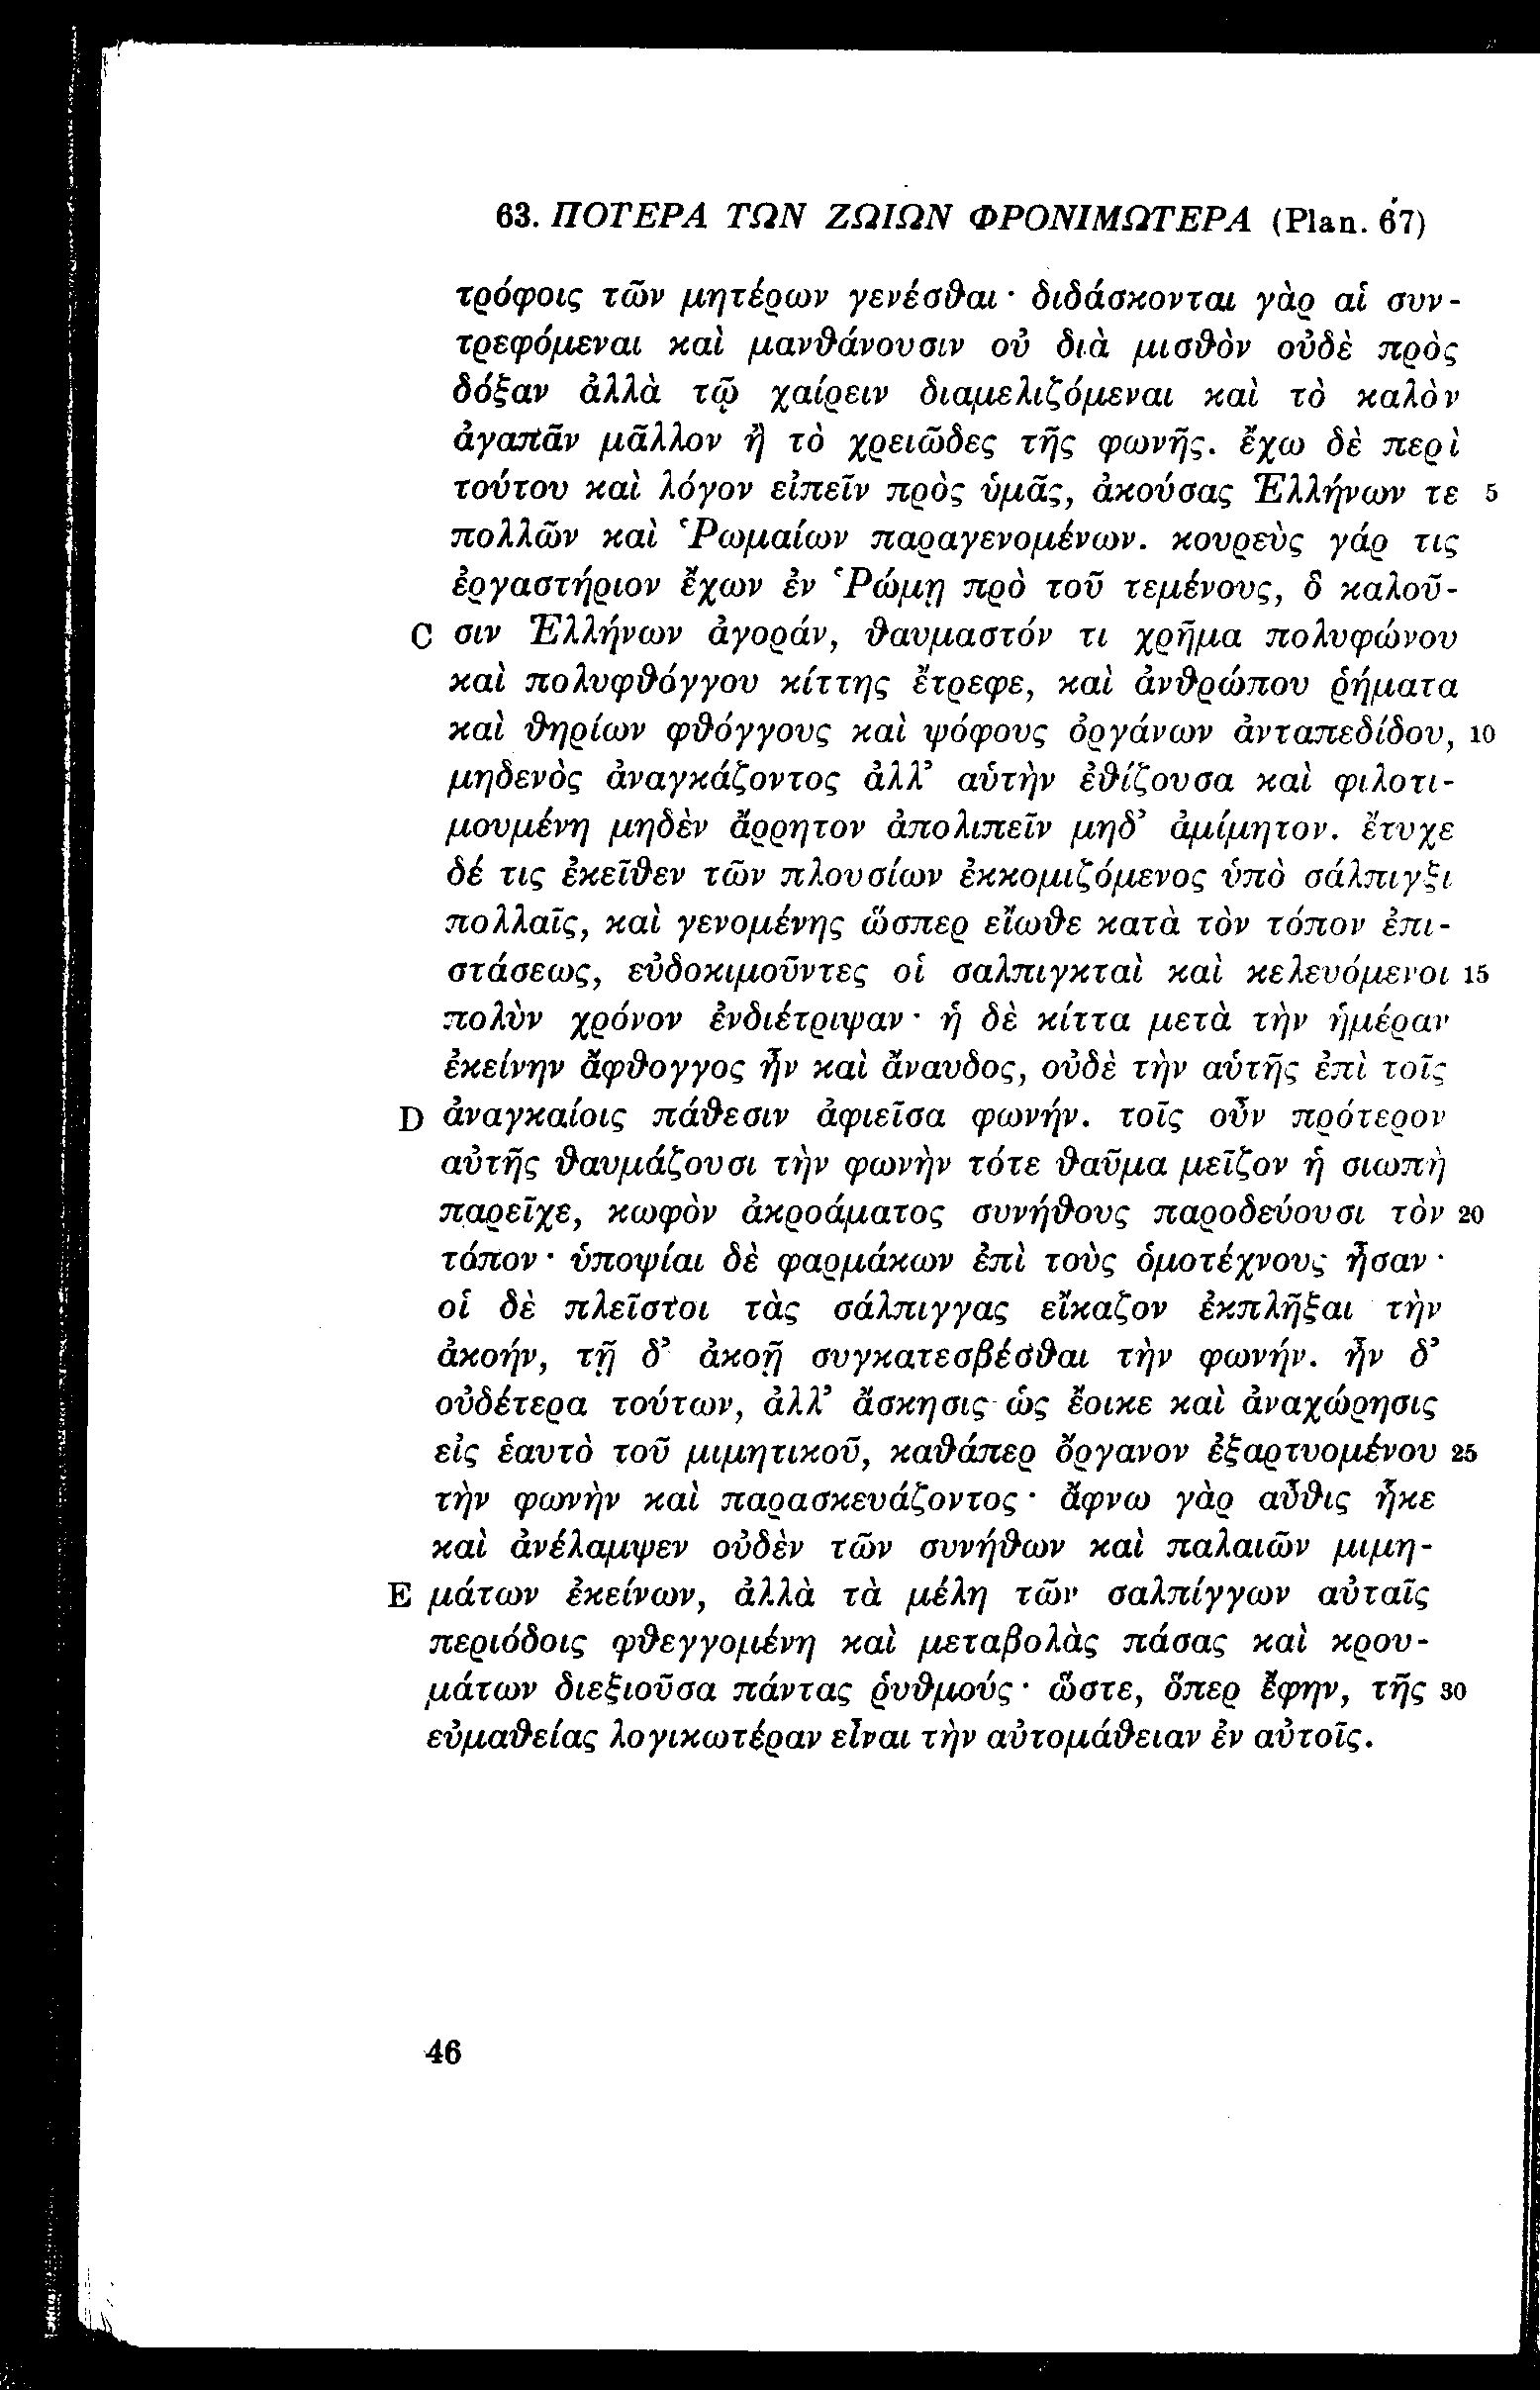 63. ΠΟΤΕΡΑ ΤΩΝ ΖΩΙΩΝ ΦΡΟΝΙΜΩΤΕΡΑ (Plan. 67)
τρόφοις τῶν μητέρων γενέσθαι· διδάσκονται γὰρ αἱ συν-
τρεφόμεναι καὶ μανθάνουσιν οὐ διὰ μισθὸν οὐδὲ πρὸς
δόξαν ἀλλὰ τῷ χαίρειν διαμελιζόμεναι καὶ τὸ καλὸν
ἀγαπᾶν μᾶλλον ἢ τὸ χρειῶδες τῆς φωνῆς. ἔχω δὲ περὶ
τούτου καὶ λόγον εἰπεῖν πρὸς ὑμᾶς, ἀκούσας Ἑλλήνων τε 5
πολλῶν καὶ Ῥωμαίων παραγενομένων. κουρεὺς γάρ τις
ἐργαστήριον ἔχων ἐν Ῥώμῃ πρὸ τοῦ τεμένους, ὃ καλοῦ-
C σιν Ἑλλήνων ἀγοράν, θαυμαστόν τι χρῆμα πολυφώνου
καὶ πολυφθόγγου κίττης ἔτρεφε, καὶ ἀνθρώπου ῥήματα
καὶ θηρίων φθόγγους καὶ ψόφους ὀργάνων ἀνταπεδίδου, 10
μηδενὸς ἀναγκάζοντος ἀλλ’ αὑτὴν ἐθίζουσα καὶ φιλοτι-
μουμένη μηδὲν ἄρρητον ἀπολιπεῖν μηδ’ ἀμίμητον. ἔτυχε
δέ τις ἐκεῖθεν τῶν πλουσίων ἐκκομιζόμενος ὑπὸ σάλπιγξι
πολλαῖς, καὶ γενομένης ὥσπερ εἴωθε κατὰ τὸν τόπον ἐπι-
στάσεως, εὐδοκιμοῦντες οἱ σαλπιγκταὶ καὶ κελευόμενοι 15
πολὺν χρόνον ἐνδιέτριψαν· ἡ δὲ κίττα μετὰ τὴν ἡμέραν
ἐκείνην ἄφθογγος ἦν καὶ ἄναυδος, οὐδὲ τὴν αὑτῆς ἐπὶ τοῖς
D ἀναγκαίοις πάθεσιν ἀφιεῖσα φωνήν. τοῖς οὖν πρότερον
αὐτῆς θαυμάζουσι τὴν φωνὴν τότε θαῦμα μεῖζον ἡ σιωπὴ
παρεῖχε, κωφὸν ἀκροάματος συνήθους παροδεύουσι τὸν 20
τόπον· ὑποψίαι δὲ φαρμάκων ἐπὶ τοὺς ὁμοτέχνους ἦσαν·
οἱ δὲ πλεῖστοι τὰς σάλπιγγας εἴκαζον ἐκπλῆξαι τὴν
ἀκοήν, τῇ δ’ ἀκοῇ συγκατεσβέσθαι τὴν φωνήν. ἦν δ’
οὐδέτερα τούτων, ἀλλ’ ἄσκησις ὡς ἔοικε καὶ ἀναχώρησις
εἰς ἑαυτὸ τοῦ μιμητικοῦ, καθάπερ ὄργανον ἐξαρτυομένου 25
τὴν φωνὴν καὶ παρασκευάζοντος· ἄφνω γὰρ αὖθις ἧκε
καὶ ἀνέλαμψεν οὐδὲν τῶν συνήθων καὶ παλαιῶν μιμη-
E μάτων ἐκείνων, ἀλλὰ τὰ μέλη τῶν σαλπίγγων αὐταῖς
περιόδοις φθεγγομένη καὶ μεταβολὰς πάσας καὶ κρου-
μάτων διεξιοῦσα πάντας ῥυθμούς· ὥστε, ὅπερ ἔφην, τῆς 30
εὐμαθείας λογικωτέραν εἶναι τὴν αὐτομάθειαν ἐν αὐτοῖς.
46